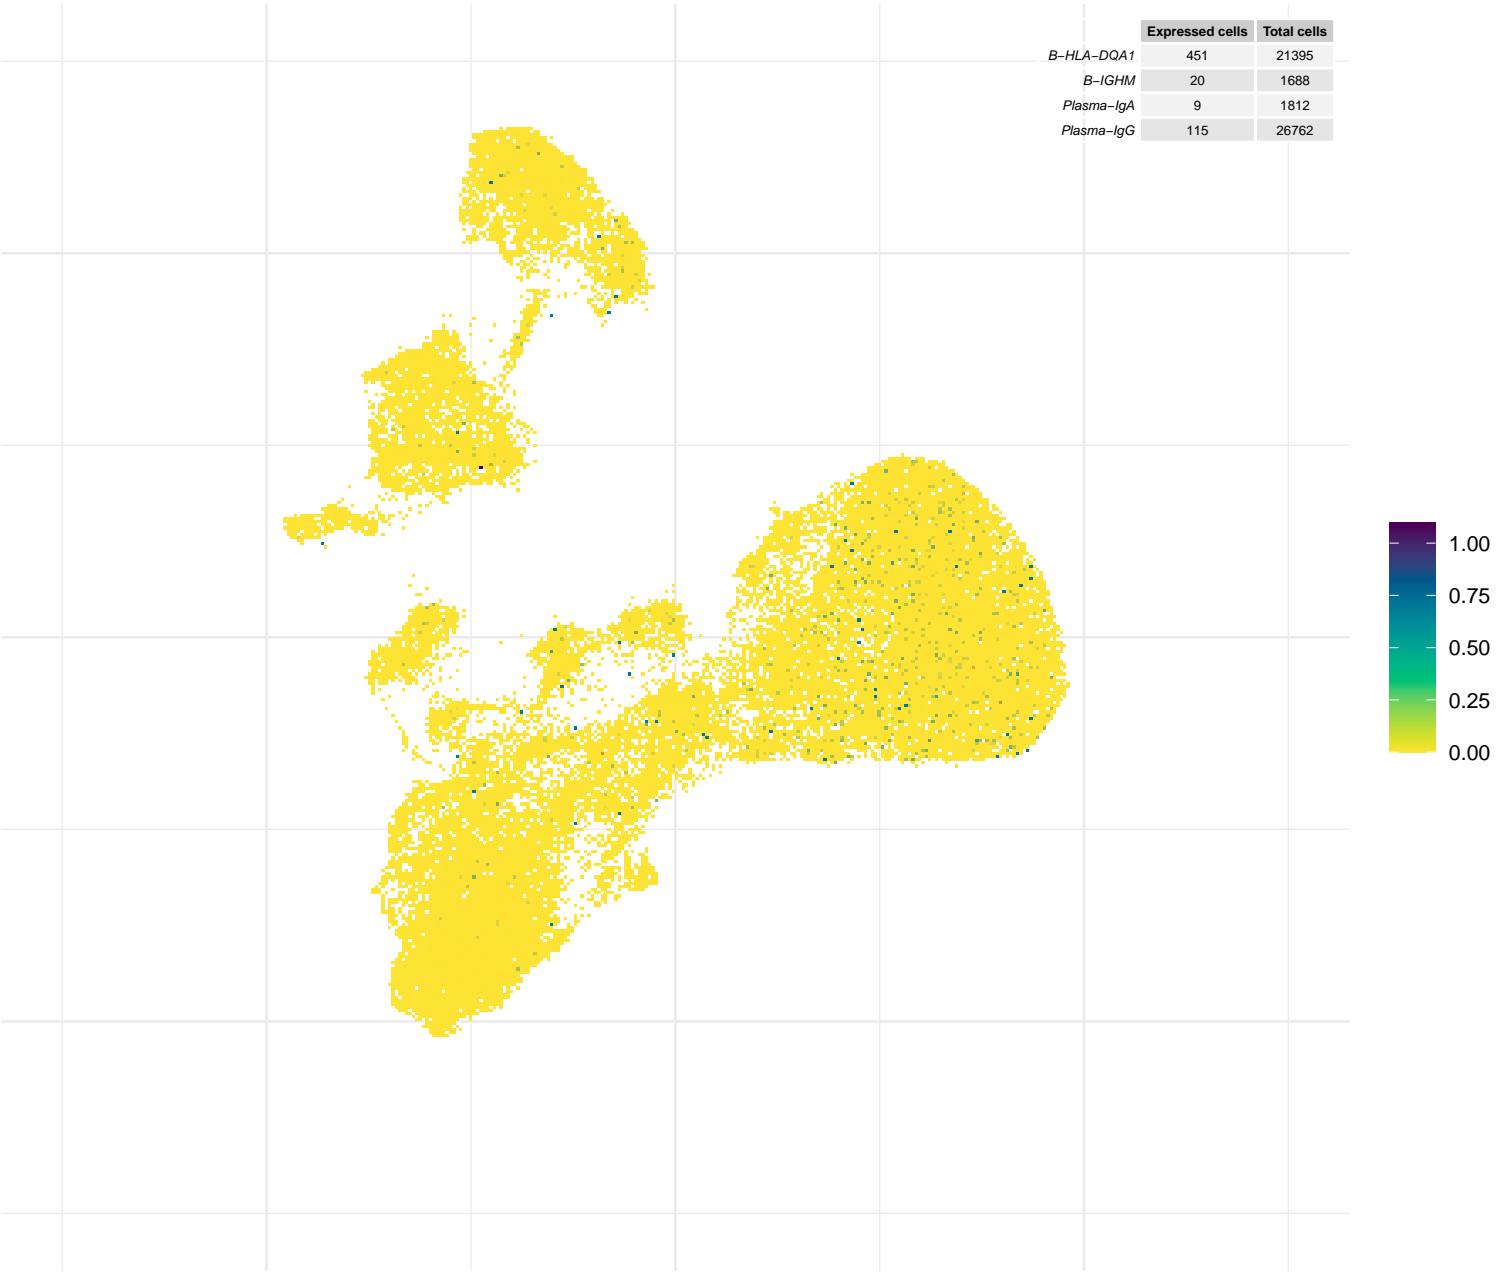 Expressed cells Total cells
B−HLA−DQA1 451 21395
B−IGHM 20 1688
Plasma−IgA 9 1812
Plasma−IgG 115 26762
1.00
0.75
0.50
0.25
0.00